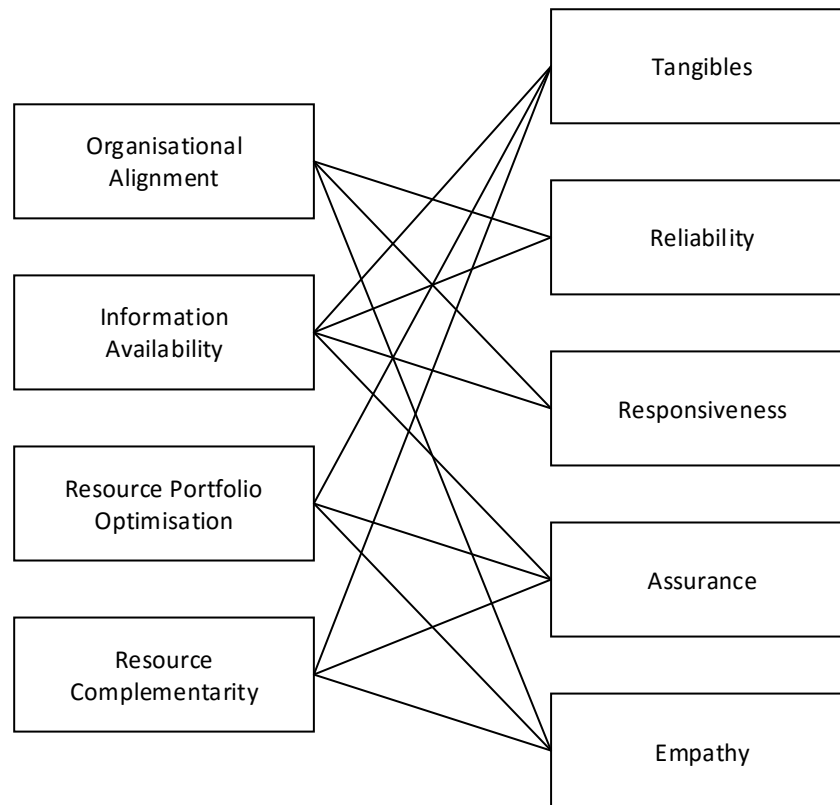 Organisational
Alignment
Information
Availability
Resource Portfolio
Optimisation
Resource
Complementarity
Tangibles
Reliability
Responsiveness
Assurance
Empathy